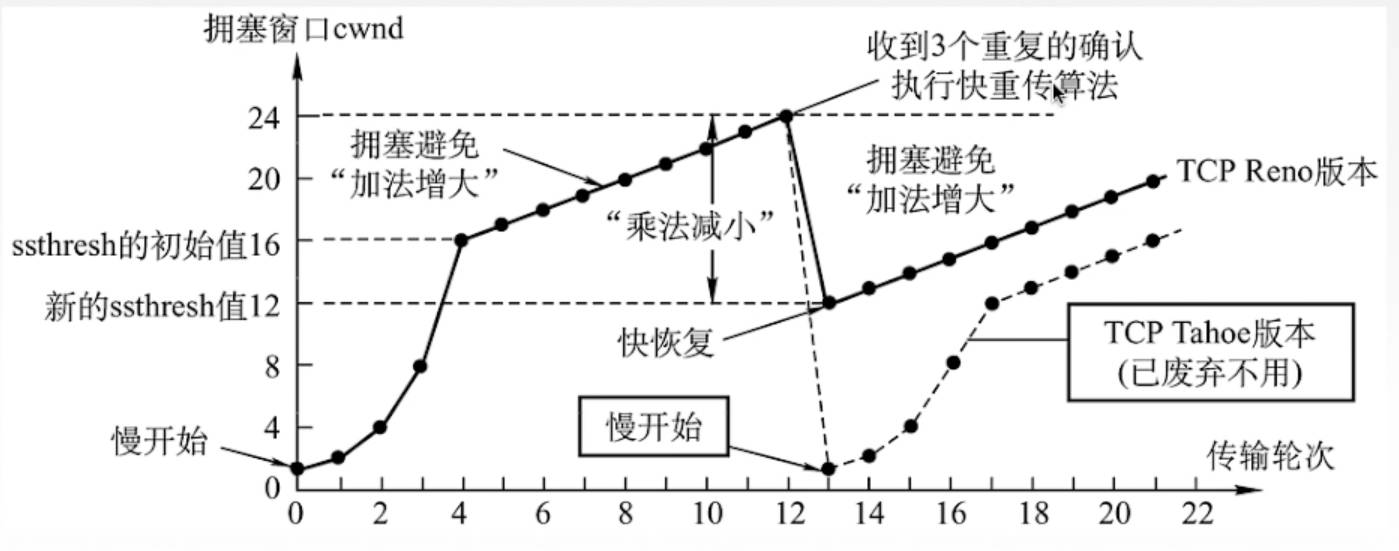 拥塞窗口cwnd
收到3个重复的确认
执行快重传算法
24
拥塞避免
“加法增大”
拥塞避免
“加法增大”
TCP Reno版本
20
“乘法减小”
ssthresh的初始值16
新的ssthresh值12
快恢复
TCP Tahoe版本
(已废弃不用)
8
慢开始
4
慢开始
传输轮次
0
0 2 4 6 8 10 12 14 16 18 20 22